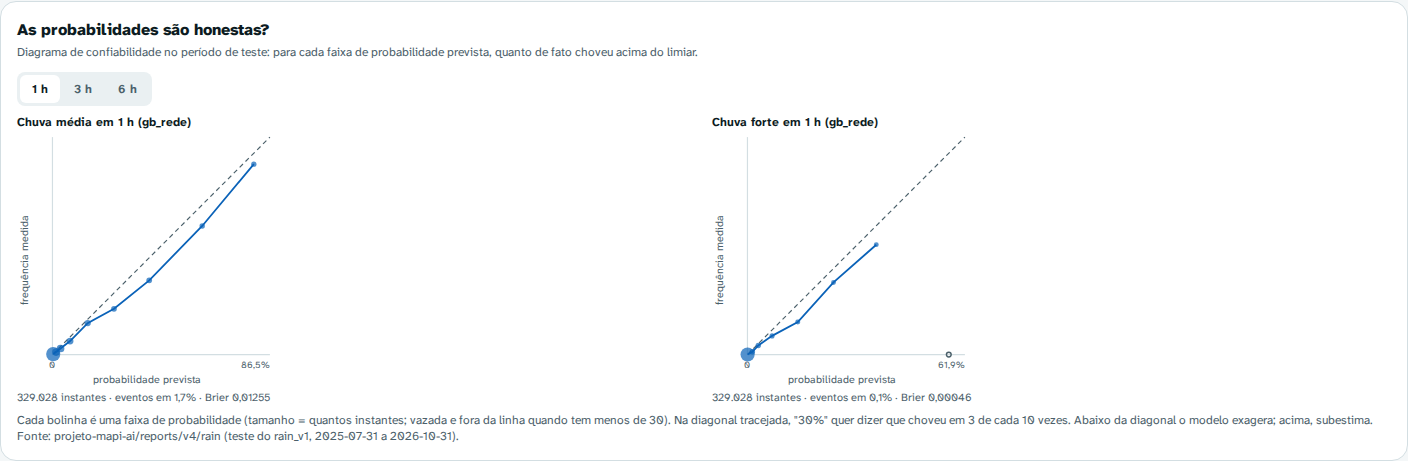 As probabilidades são honestas?
Diagrama de confiabilidade no período de teste: para cada faixa de probabilidade prevista, quanto de fato choveu acima do limiar.
1 h 3 h 6 h
Chuva média em 1 h (gb_rede)
frequência medida
0 86,5%
probabilidade prevista
329.028 instantes · eventos em 1,7% · Brier 0,01255
Chuva forte em 1 h (gb_rede)
frequência medida
0 61,9%
probabilidade prevista
329.028 instantes · eventos em 0,1% · Brier 0,00046
Cada bolinha é uma faixa de probabilidade (tamanho = quantos instantes; vazada e fora da linha quando tem menos de 30). Na diagonal tracejada, "30%" quer dizer que choveu em 3 de cada 10 vezes. Abaixo da diagonal o modelo exagera; acima, subestima.
Fonte: projeto-mapi-ai/reports/v4/rain (teste do rain_v1, 2025-07-31 a 2026-10-31).